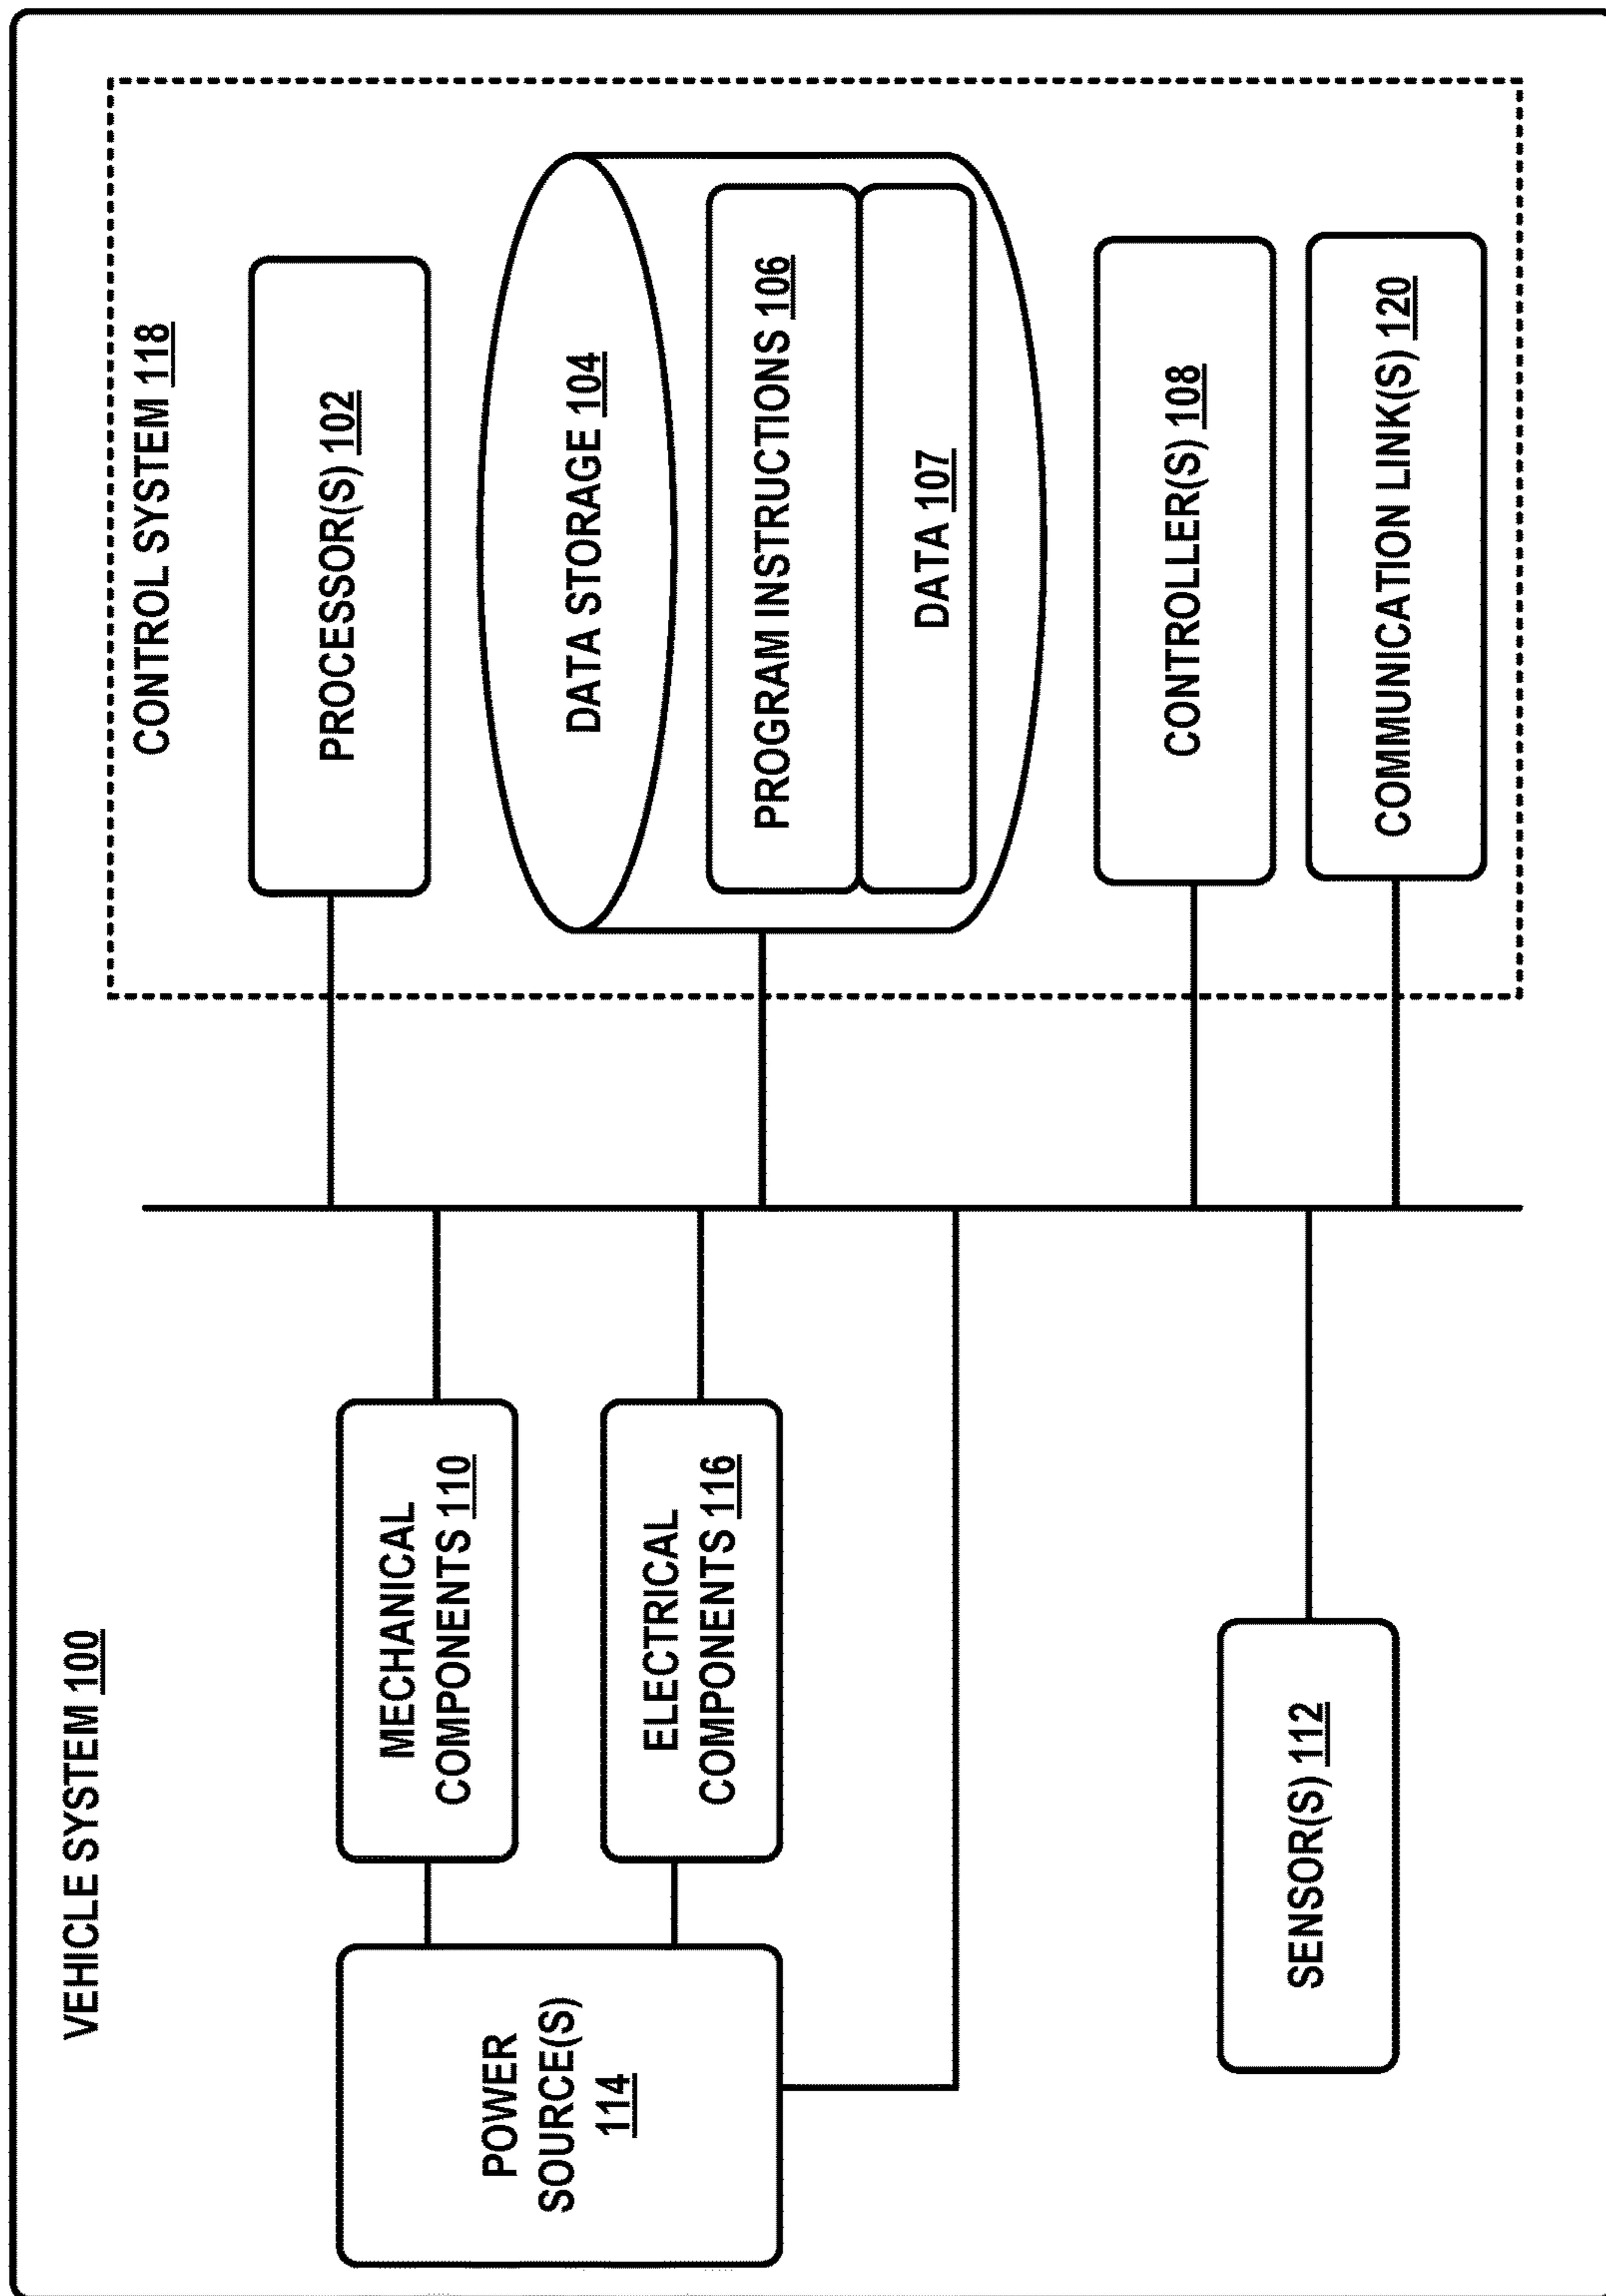 VEHICLE SYSTEM 100
POWER
SOURCE(S)
114
MECHANICAL
COMPONENTS 110
ELECTRICAL
COMPONENTS 116
SENSOR(S) 112
CONTROL SYSTEM 118
PROCESSOR(S) 102
DATA STORAGE 104
PROGRAM INSTRUCTIONS 106
DATA 107
CONTROLLER(S) 108
COMMUNICATION LINK(S) 120